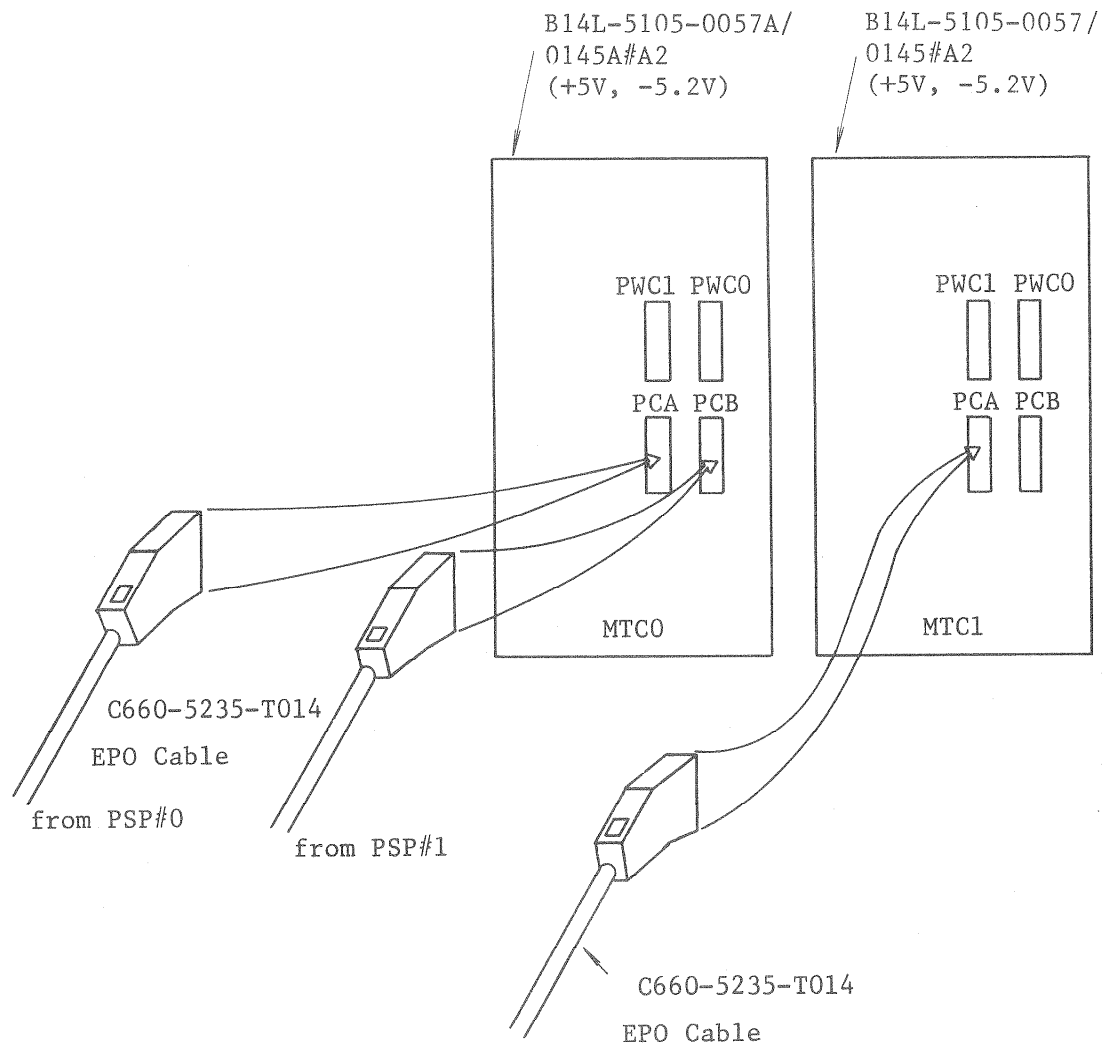 B14L-5105-0057A/
0145A#A2
(+5V, -5.2V)
B14L-5105-0057/
0145#A2
(+5V, -5.2V)
PWC1 PWC0
PCA PCB
MTC0
PWC1 PWC0
PCA PCB
MTC1
C660-5235-T014
EPO Cable
from PSP#0
from PSP#1
C660-5235-T014
EPO Cable